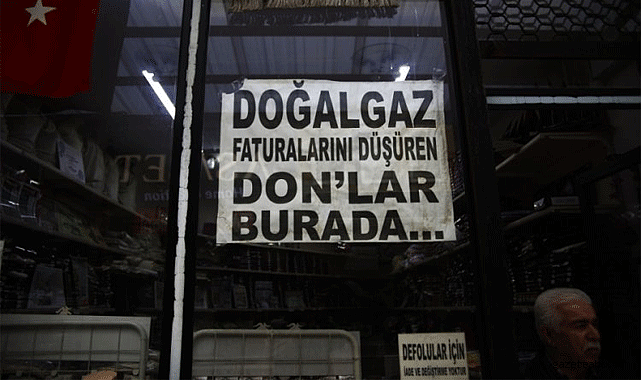 DOĞALGAZ
FATURALARINI DÜŞÜREN
DON'LAR
BURADA...
DEFOLULAR İÇİN
İADE ve DEĞİŞTİRME YOKTUR